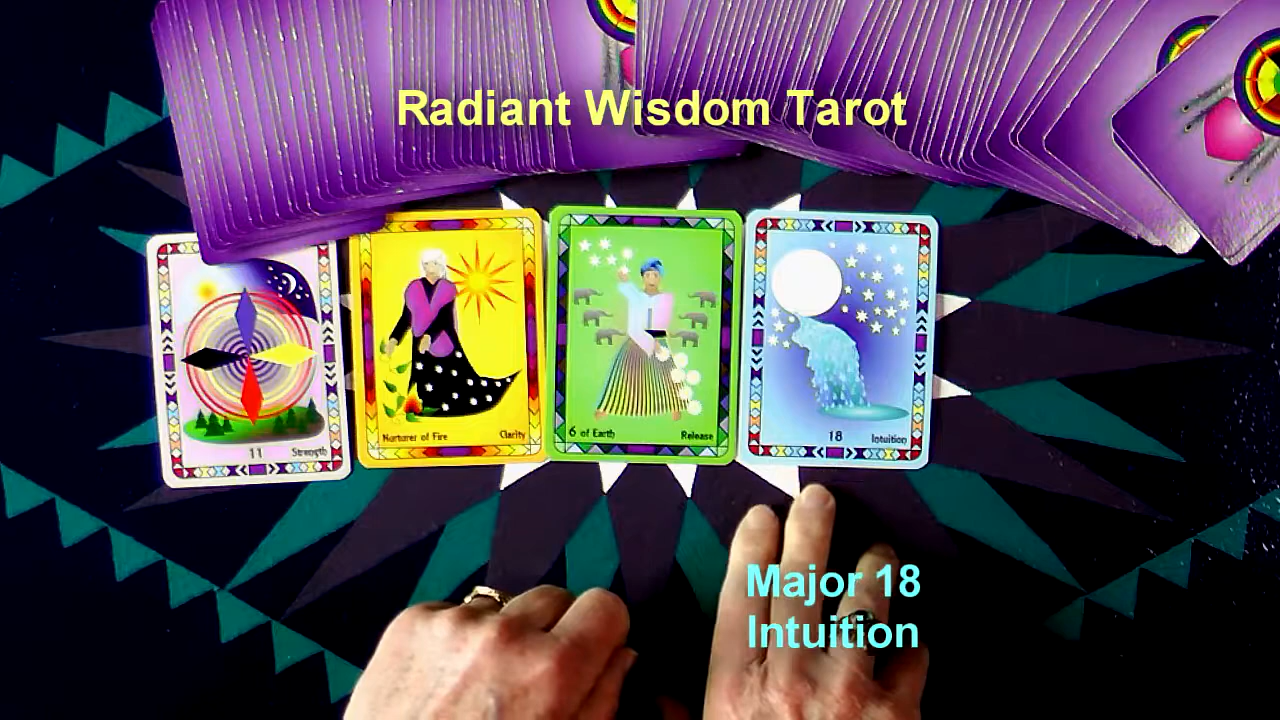 Radiant Wisdom Tarot
11 Strength
Nurturer of Fire Clarity
6 of Earth Release
18 Intuition
Major 18
Intuition